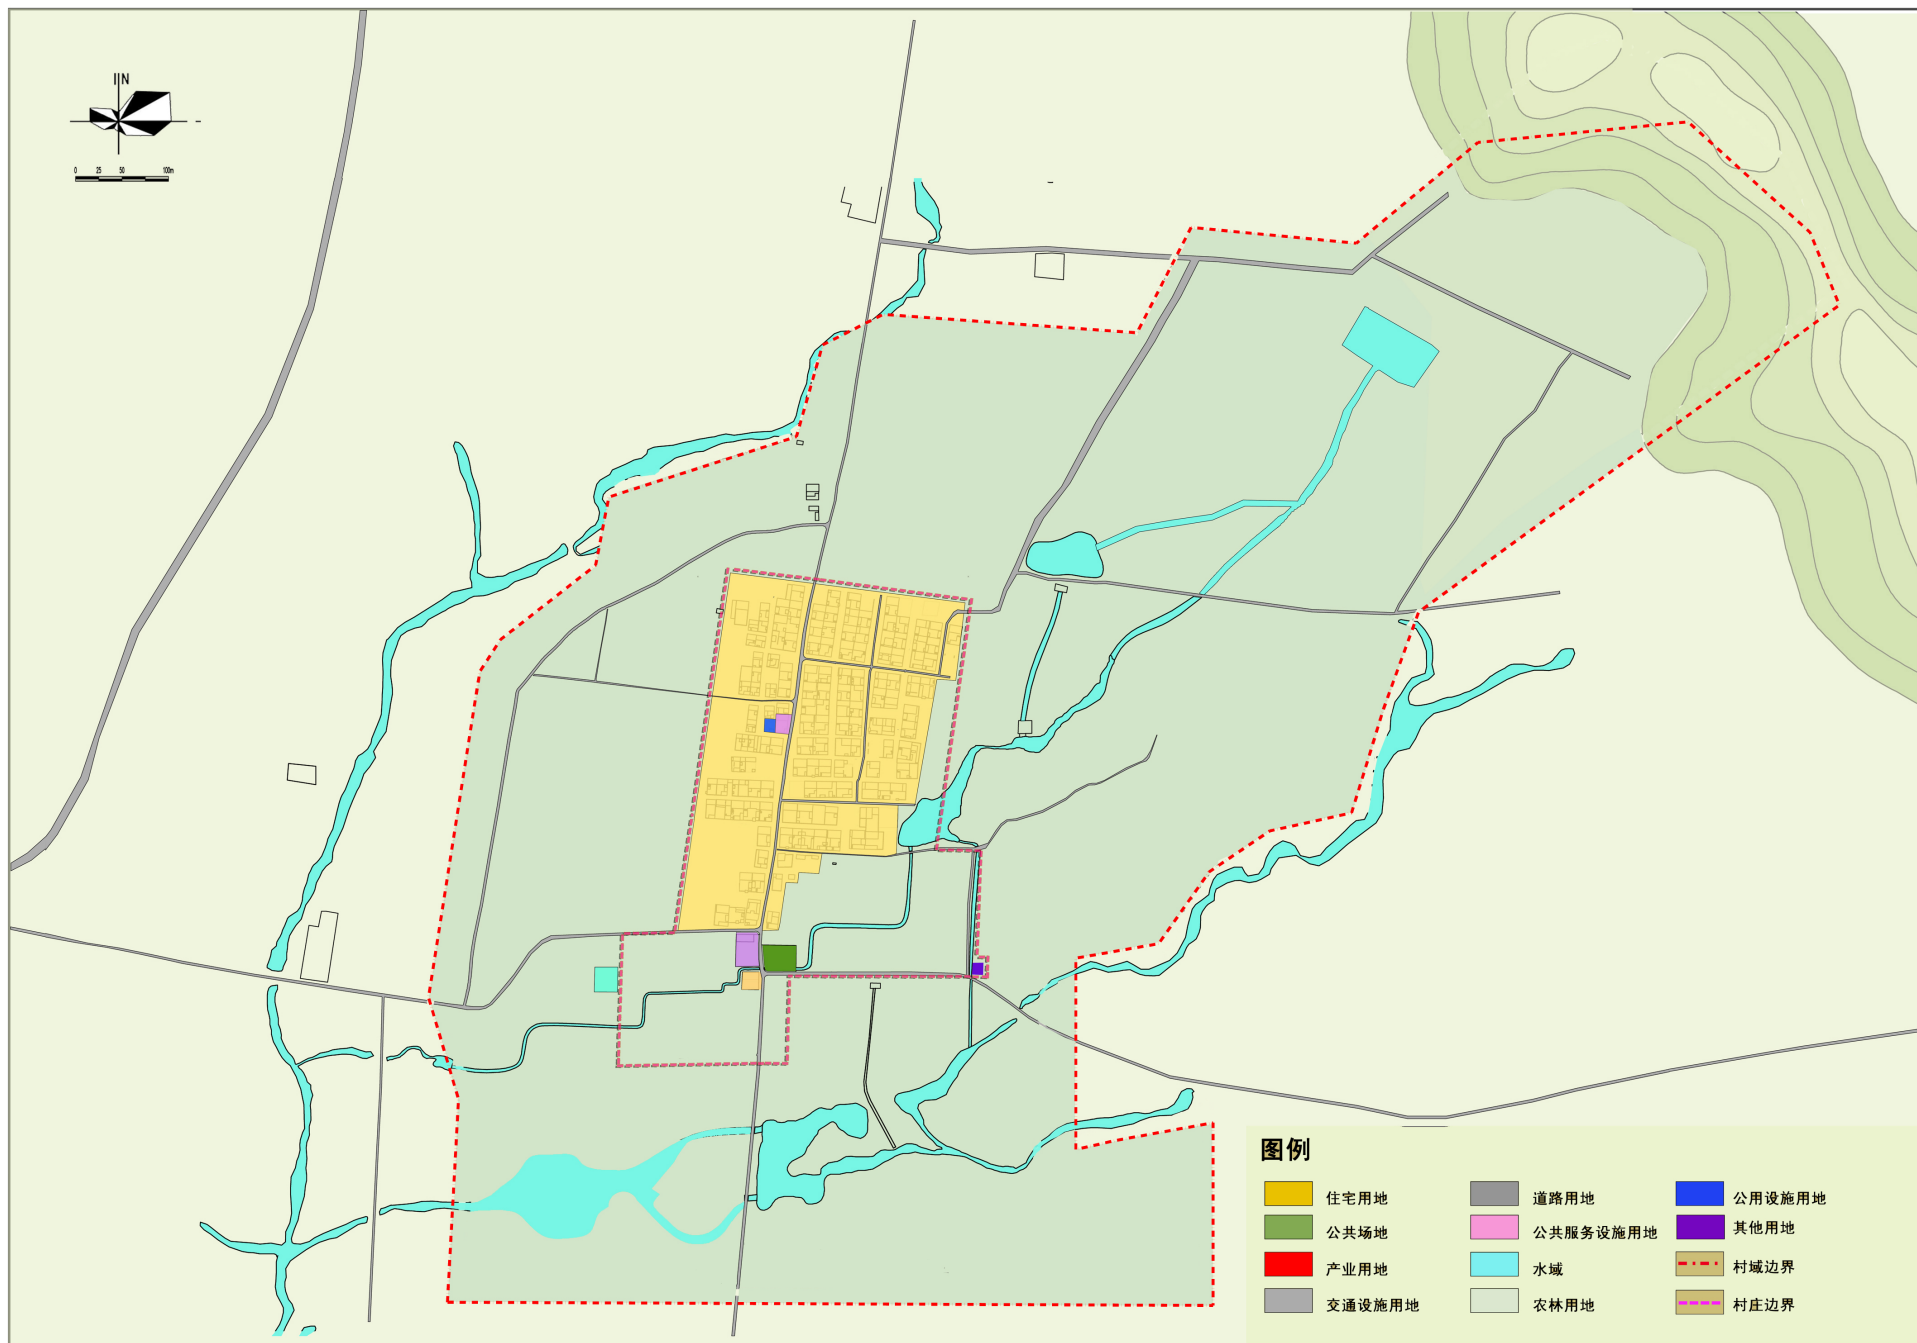 N
0 25 50 100m
图例
住宅用地 道路用地 公用设施用地
公共场地 公共服务设施用地 其他用地
产业用地 水域 村域边界
交通设施用地 农林用地 村庄边界